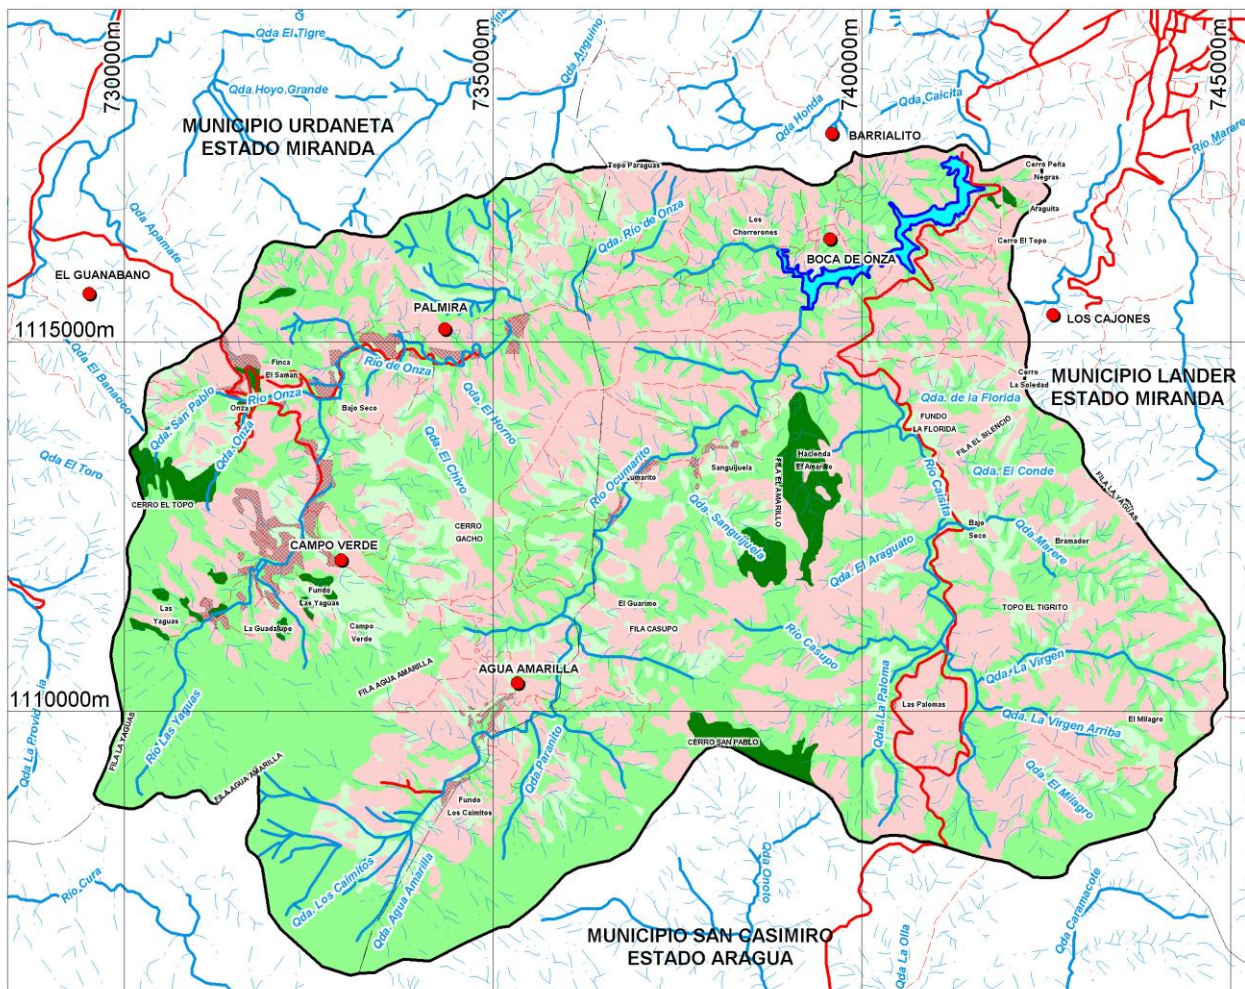 730000m
735000m
740000m
745000m
Qda El Tigre
Qda Anguino
Qda Hoyo Grande
Qda Caicita
Qda Honda
MUNICIPIO URDANETA
ESTADO MIRANDA
BARRIALITO
Río Marare
Topo Paraguas
Cerro Peña
Negras
Araguita
Qda Apamate
Qda. Río de Onza
Los
Chorrerones
Cerro El Topo
BOCA DE ONZA
EL GUANABANO
PALMIRA
LOS CAJONES
1115000m
Qda El Banaoco
Finca
El Samán
Río de Onza
Cerro
La Soledad
MUNICIPIO LANDER
ESTADO MIRANDA
Qda. San Pablo
Río Onza
Onza
Bajo Seco
Qda. El Horno
Qda. de la Florida
FUNDO
LA FLORIDA
FILA EL SILENCIO
Qda. Onza
Qda El Chivo
Qda El Toro
Río Ocumarito
Sanguijuela
Hacienda
El Amarillo
FILA EL AMARILLO
Río Caisita
Qda. El Conde
FILA LA YAGUAS
CERRO EL TOPO
CERRO
GACHO
Qda. Sanguijuela
Bajo
Seco
Qda. Marere
Bramador
CAMPO VERDE
Qda. El Araguato
Fundo
Las Yaguas
Las
Yaguas
La Guadalupe
Campo
Verde
El Guarimo
FILA CASUPO
TOPO EL TIGRITO
Río Casupo
AGUA AMARILLA
FILA AGUA AMARILLA
Qda. La Virgen
Qda. La Paloma
Las Palomas
1110000m
Qda La Providencia
FILA YAGUAS
Río Las Yaguas
FILA AGUA AMARILLA
Qda.Paranito
CERRO SAN PABLO
Qda. La Virgen Arriba
El Milagro
Qda. El Milagro
Fundo
Los Caimitos
Qda. Los Caimitos
Qda. Agua Amarilla
Río Cura
Qda Onoto
MUNICIPIO SAN CASIMIRO
ESTADO ARAGUA
Qda La Olla
Qda Caramacote